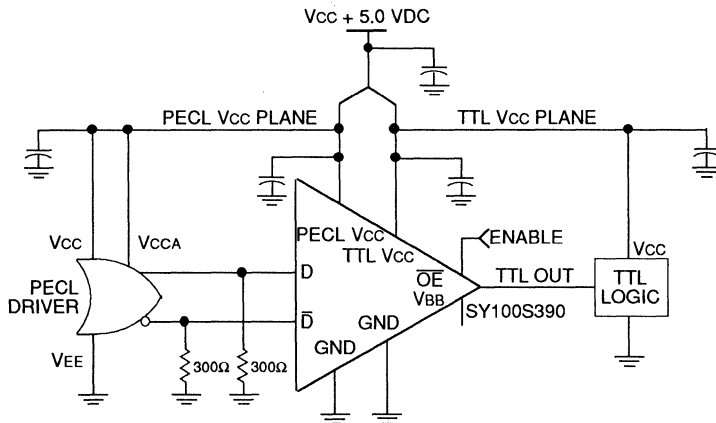 VCC + 5.0 VDC
PECL VCC PLANE
TTL VCC PLANE
VCC
VCCA
PECL VCC
TTL VCC
ENABLE
VCC
PECL
DRIVER
D
OE
VBB
TTL OUT
TTL
LOGIC
D
SY100S390
GND
GND
VEE
300Ω
300Ω